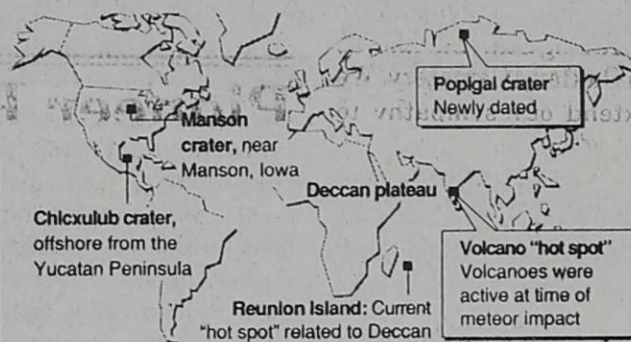 Popigal crater
Newly dated
Manson
crater, near
Manson, Iowa
Deccan plateau
Chicxulub crater,
offshore from the
Yucatan Peninsula
Volcano "hot spot"
Volcanoes were
active at time of
meteor impact
Reunion Island: Current
"hot spot" related to Deccan